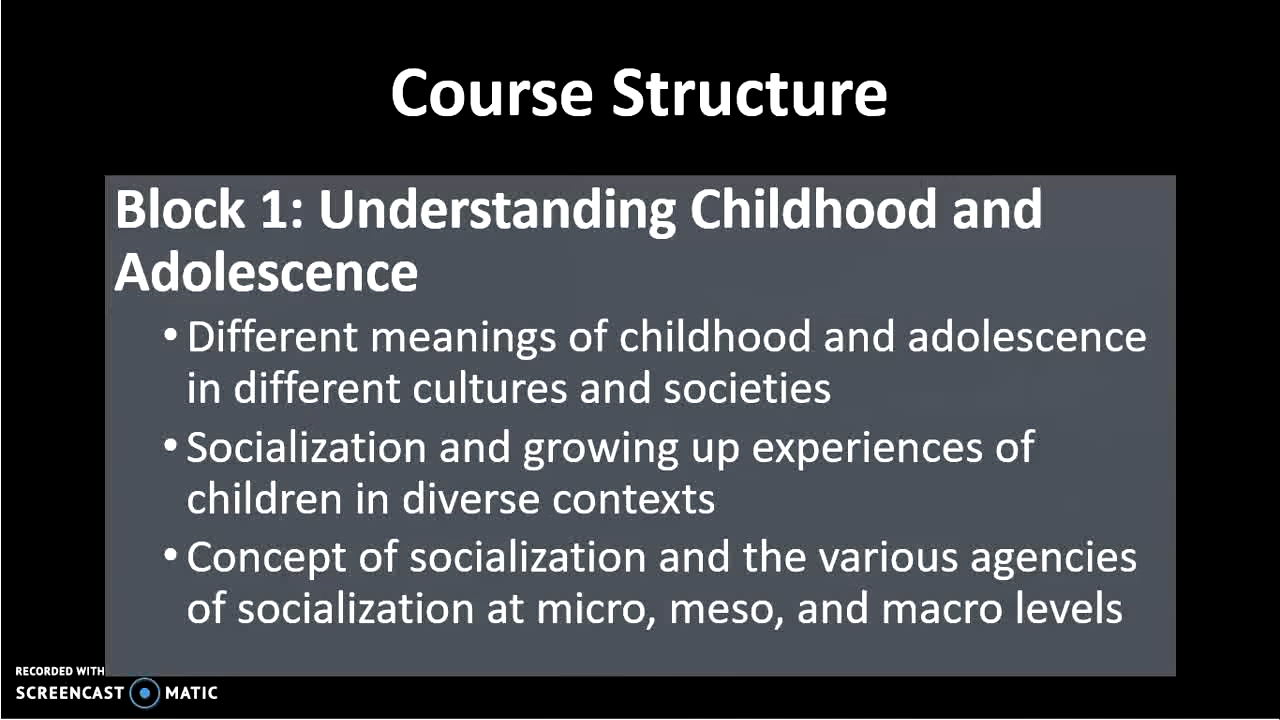 Course Structure
Block 1: Understanding Childhood and
Adolescence
• Different meanings of childhood and adolescence
in different cultures and societies
• Socialization and growing up experiences of
children in diverse contexts
• Concept of socialization and the various agencies
of socialization at micro, meso, and macro levels
RECORDED WITH
SCREENCAST MATIC